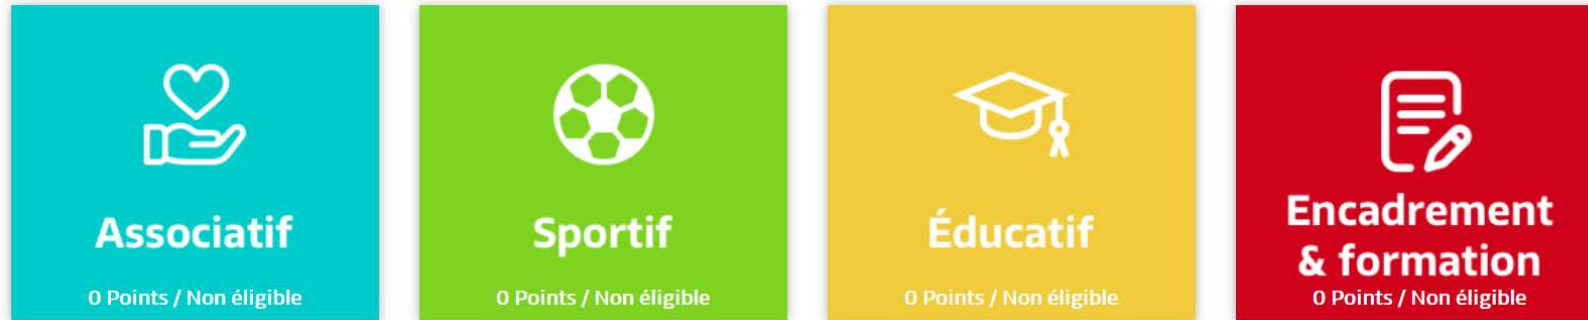 Associatif
0 Points / Non éligible
Sportif
0 Points / Non éligible
Éducatif
0 Points / Non éligible
Encadrement
& formation
0 Points / Non éligible